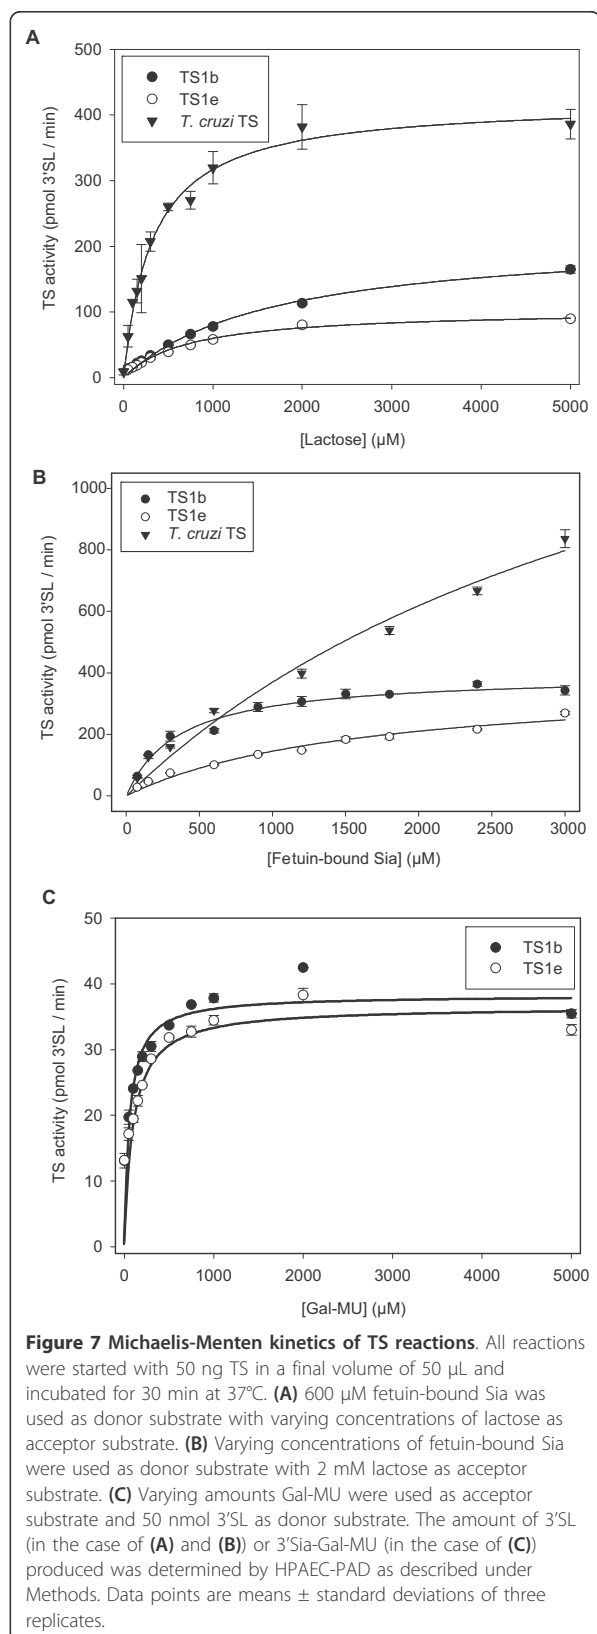 A
500
400
300
200
100
0
TS activity (pmol 3'SL / min)
TS1b
TS1e
T. cruzi TS
0 1000 2000 3000 4000 5000
[Lactose] (µM)
B
1000
800
600
400
200
0
TS activity (pmol 3'SL / min)
TS1b
TS1e
T. cruzi TS
0 500 1000 1500 2000 2500 3000
[Fetuin-bound Sia] (µM)
C
50
40
30
20
10
0
TS activity (pmol 3'SL / min)
TS1b
TS1e
0 1000 2000 3000 4000 5000
[Gal-MU] (µM)
Figure 7 Michaelis-Menten kinetics of TS reactions. All reactions
were started with 50 ng TS in a final volume of 50 µL and
incubated for 30 min at 37°C. (A) 600 µM fetuin-bound Sia was
used as donor substrate with varying concentrations of lactose as
acceptor substrate. (B) Varying concentrations of fetuin-bound Sia
were used as donor substrate with 2 mM lactose as acceptor
substrate. (C) Varying amounts Gal-MU were used as acceptor
substrate and 50 nmol 3'SL as donor substrate. The amount of 3'SL
(in the case of (A) and (B)) or 3'Sia-Gal-MU (in the case of (C))
produced was determined by HPAEC-PAD as described under
Methods. Data points are means ± standard deviations of three
replicates.